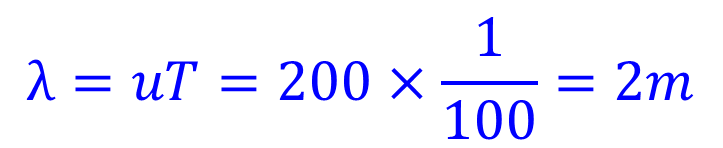 λ = uT = 200 × 1/100 = 2m